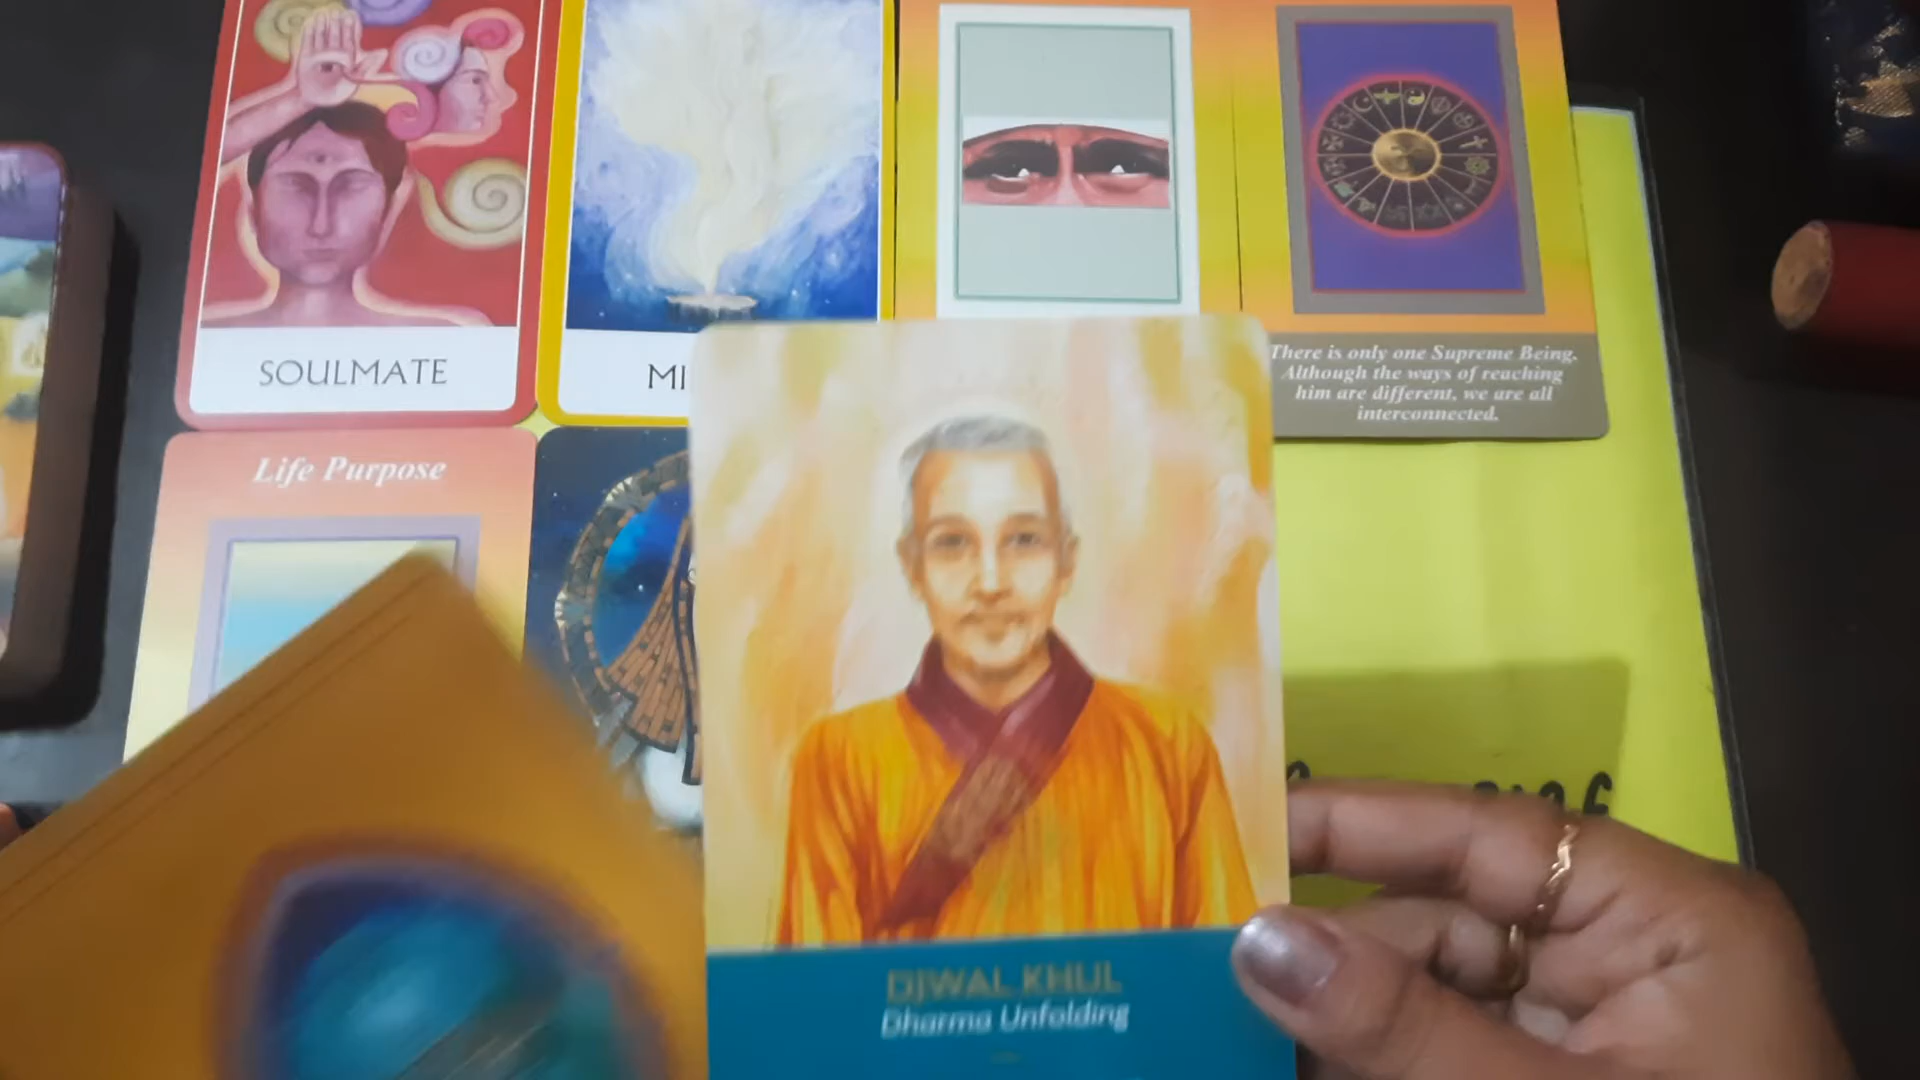 SOULMATE
MI
There is only one Supreme Being.
Although the ways of reaching
him are different, we are all
interconnected.
Life Purpose
DJWAL KHUL
Dharma Unfolding